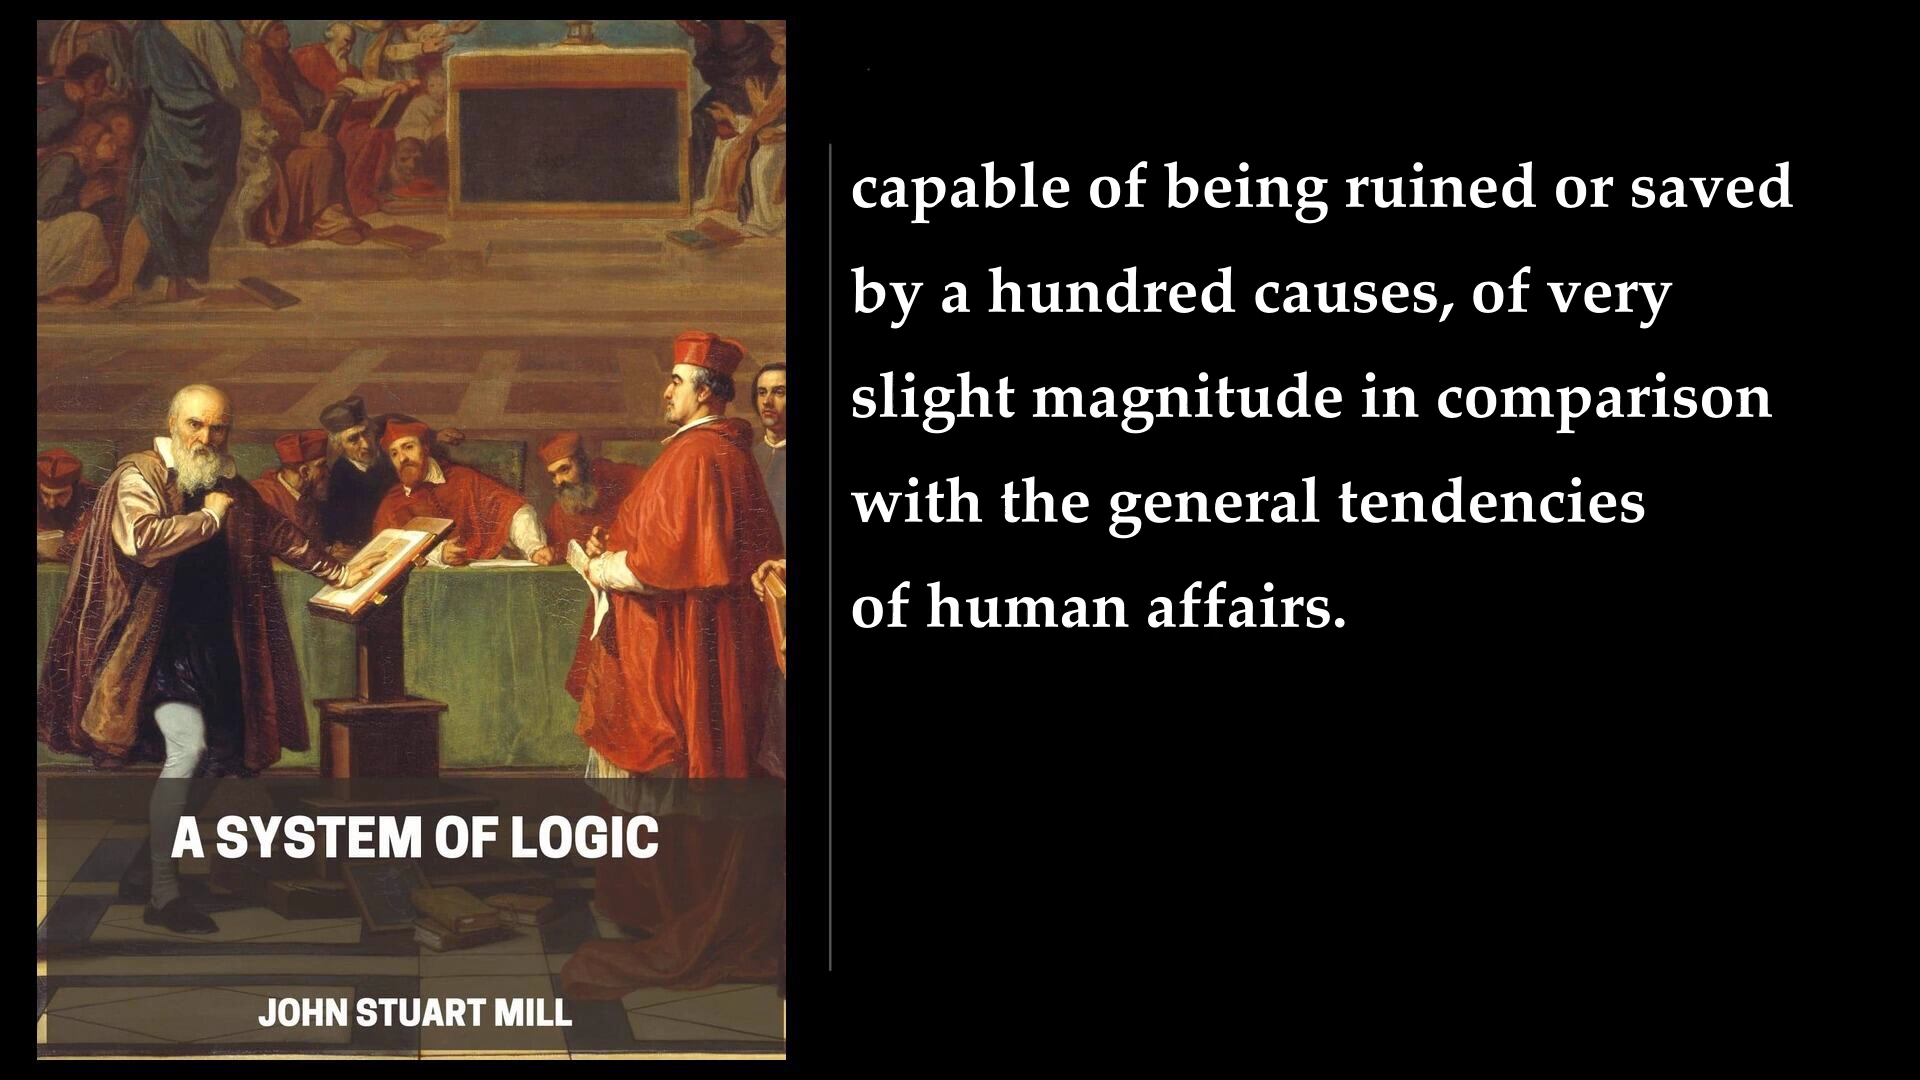 A SYSTEM OF LOGIC
JOHN STUART MILL
capable of being ruined or saved
by a hundred causes, of very
slight magnitude in comparison
with the general tendencies
of human affairs.